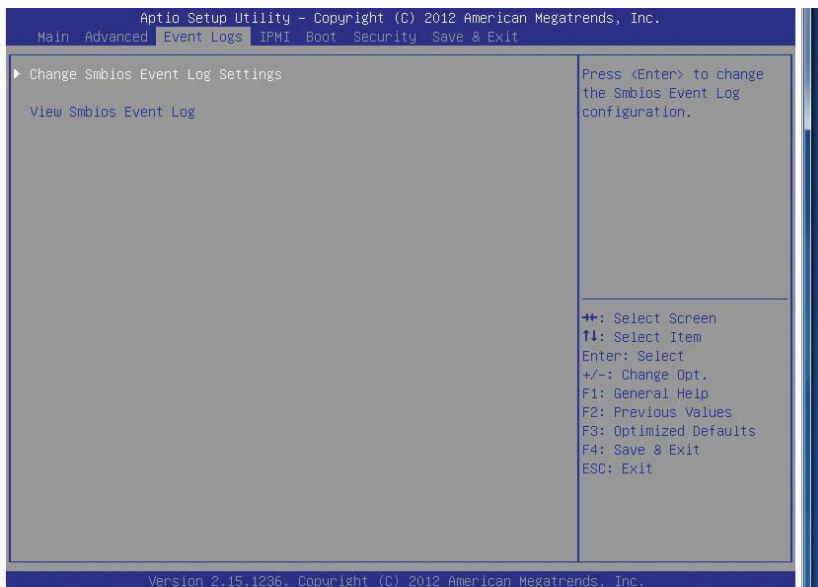 Aptio Setup Utility – Copyright (C) 2012 American Megatrends, Inc.
Main Advanced Event Logs IPMI Boot Security Save & Exit
Change Smbios Event Log Settings
View Smbios Event Log
Press <Enter> to change
the Smbios Event Log
configuration.
→←: Select Screen
↑↓: Select Item
Enter: Select
+/-: Change Opt.
F1: General Help
F2: Previous Values
F3: Optimized Defaults
F4: Save & Exit
ESC: Exit
Version 2.15.1236. Copyright (C) 2012 American Megatrends, Inc.